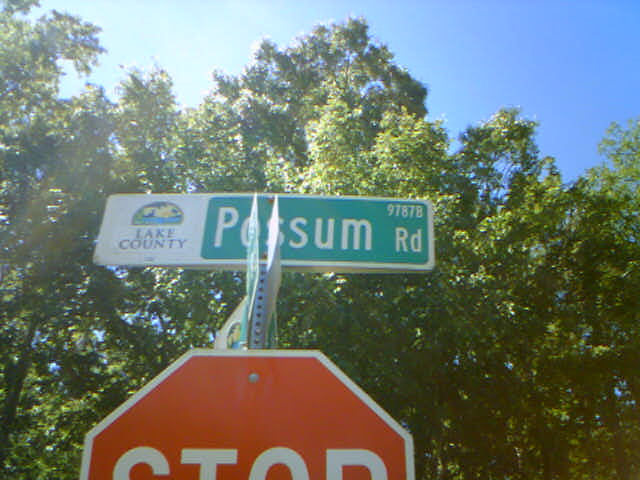 LAKE
COUNTY
9787B
Possum Rd
STOP